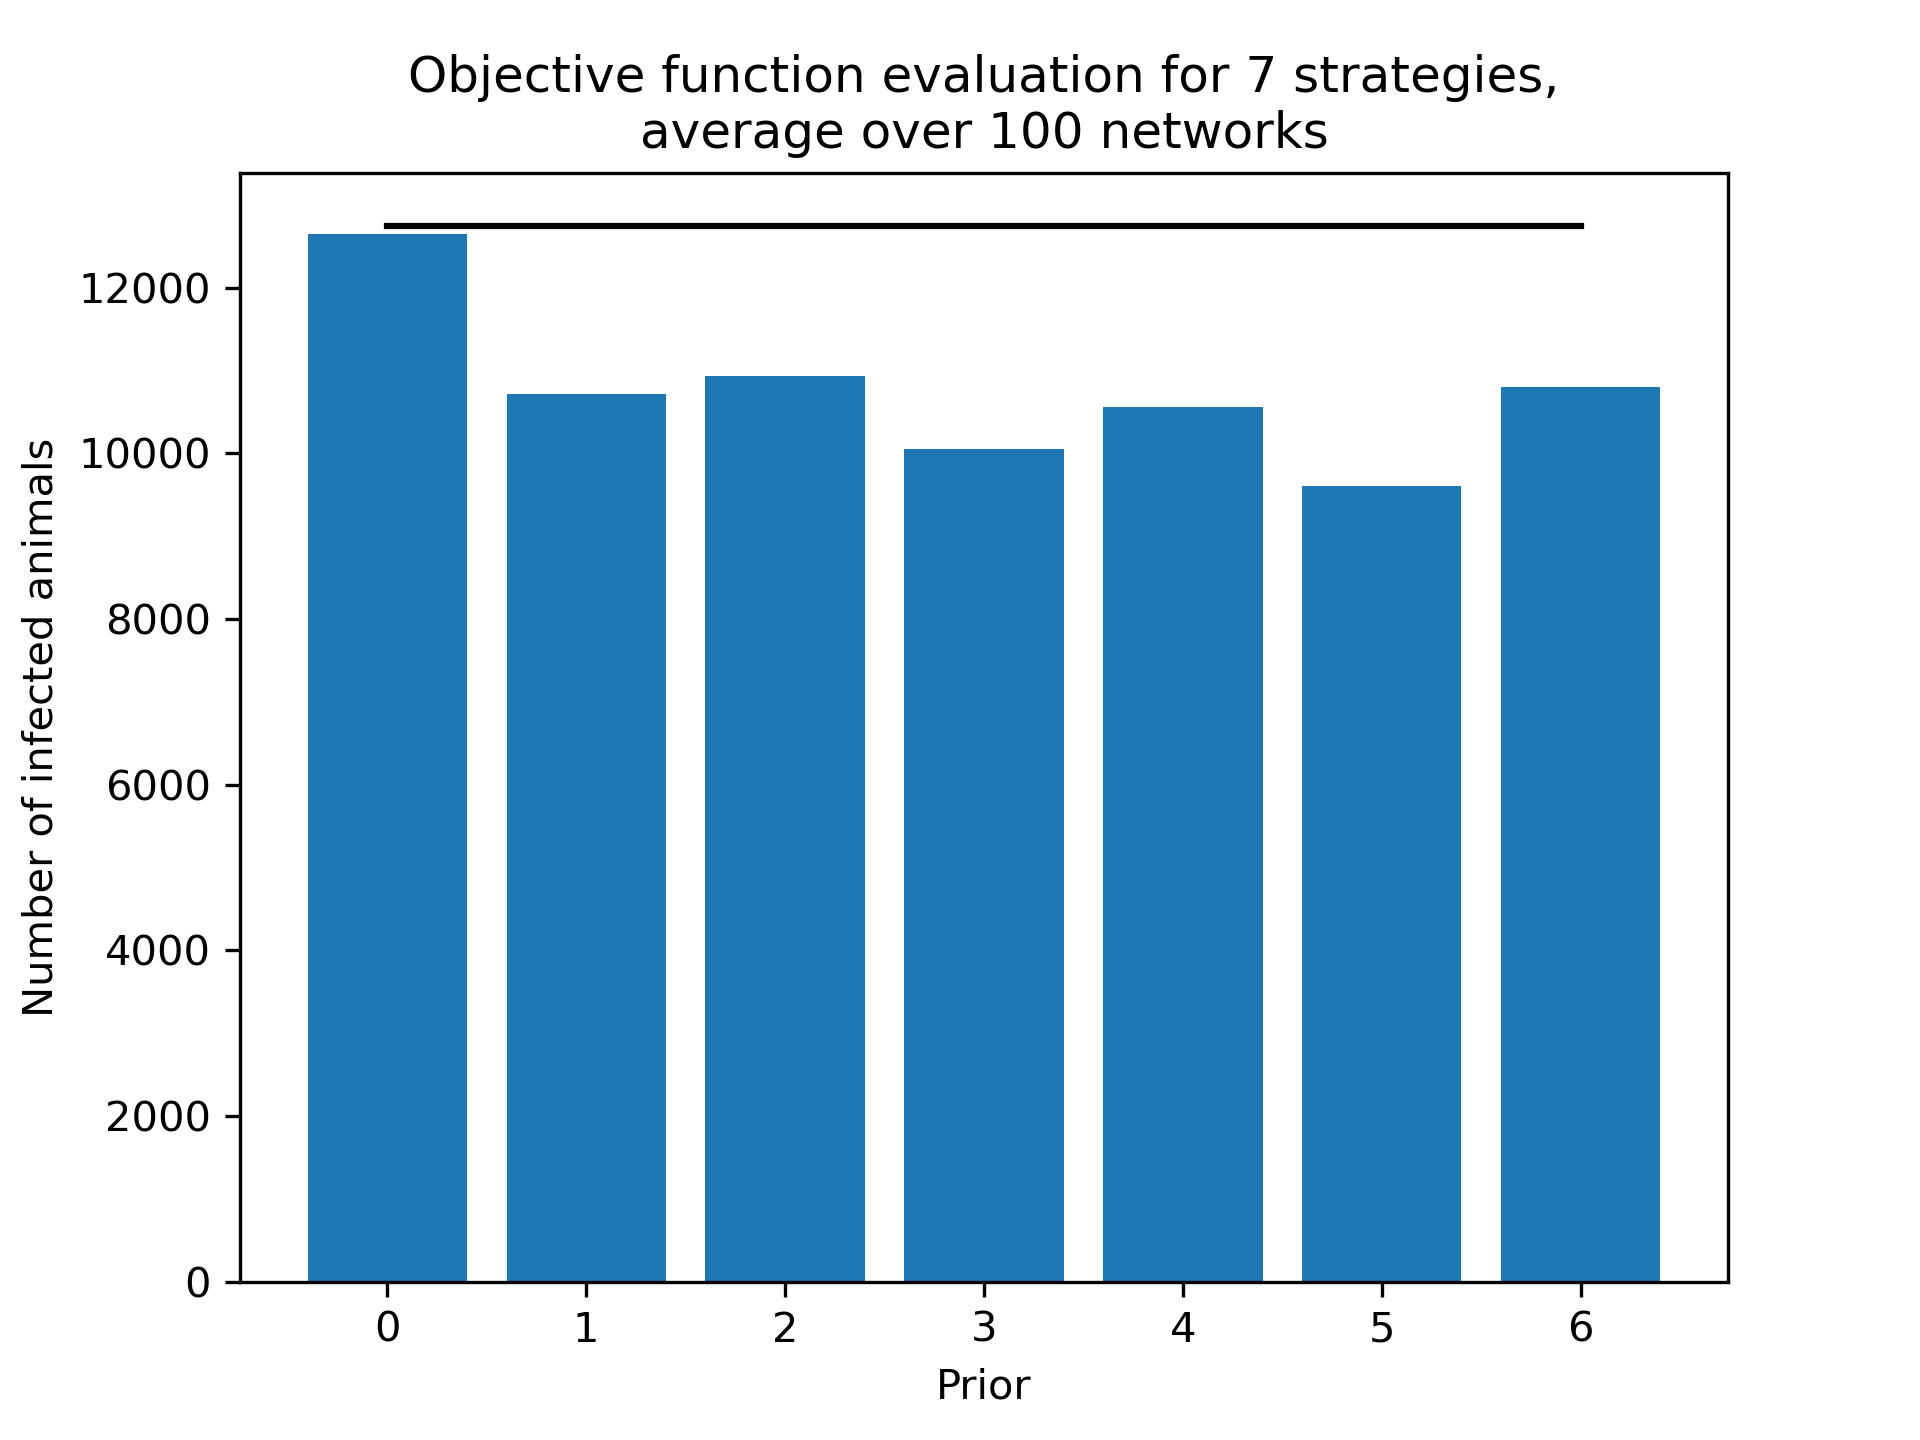 Objective function evaluation for 7 strategies,
average over 100 networks
Number of infected animals
12000
10000
8000
6000
4000
2000
0
0 1 2 3 4 5 6
Prior